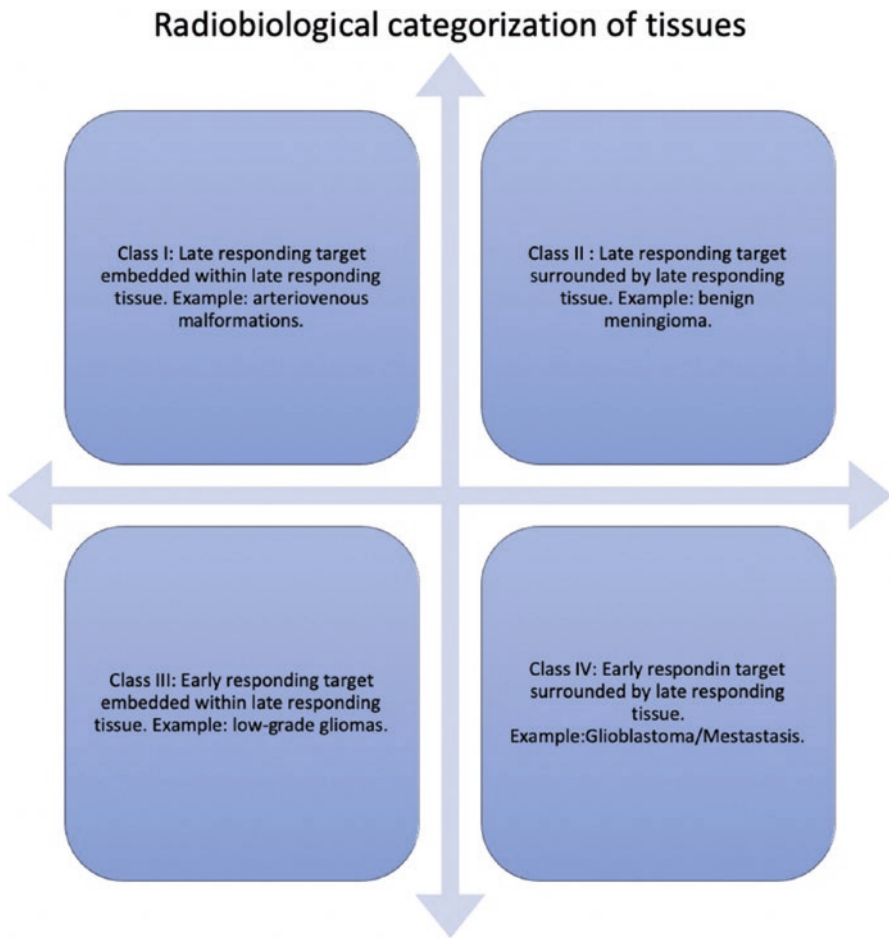 Radiobiological categorization of tissues
Class I: Late responding target
embedded within late responding
tissue. Example: arteriovenous
malformations.
Class II : Late responding target
surrounded by late responding
tissue. Example: benign
meningioma.
Class III: Early responding target
embedded within late responding
tissue. Example: low-grade gliomas.
Class IV: Early respondin target
surrounded by late responding
tissue.
Example:Glioblastoma/Mestastasis.